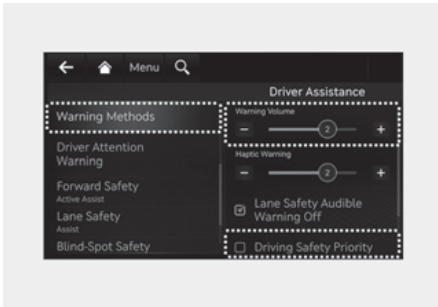 Menu
Driver Assistance
Warning Methods
Driver Attention
Warning
Forward Safety
Active Assist
Lane Safety
Assist
Blind-Spot Safety
Warning Volume
2
Haptic Warning
2
Lane Safety Audible
Warning Off
Driving Safety Priority